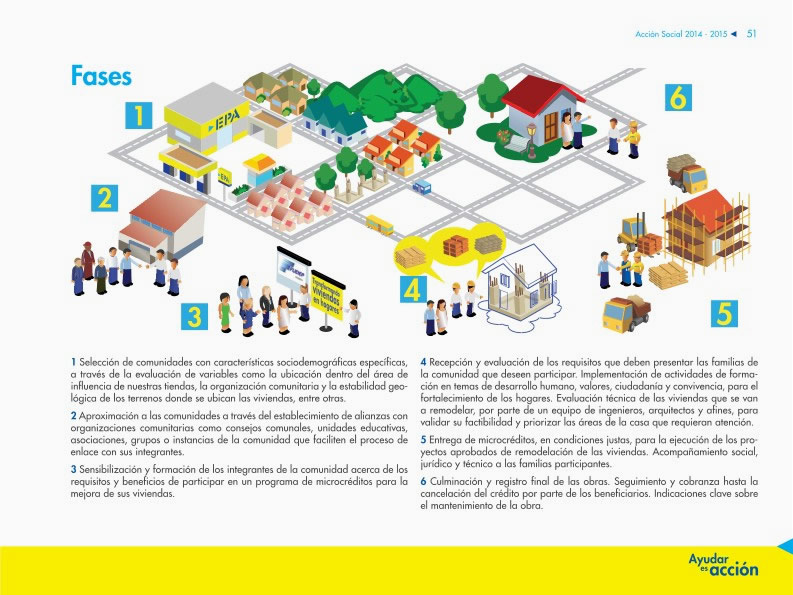 Acción Social 2014 - 2015 51
Fases
1
EPA
EPA
2
3
Transformando
viviendas
en hogares
4
5
6
1 Selección de comunidades con características sociodemográficas específicas,
a través de la evaluación de variables como la ubicación dentro del área de
influencia de nuestras tiendas, la organización comunitaria y la estabilidad geo-
lógica de los terrenos donde se ubican las viviendas, entre otras.
2 Aproximación a las comunidades a través del establecimiento de alianzas con
organizaciones comunitarias como consejos comunales, unidades educativas,
asociaciones, grupos o instancias de la comunidad que faciliten el proceso de
enlace con sus integrantes.
3 Sensibilización y formación de los integrantes de la comunidad acerca de los
requisitos y beneficios de participar en un programa de microcréditos para la
mejora de sus viviendas.
4 Recepción y evaluación de los requisitos que deben presentar las familias de
la comunidad que deseen participar. Implementación de actividades de forma-
ción en temas de desarrollo humano, valores, ciudadanía y convivencia, para el
fortalecimiento de los hogares. Evaluación técnica de las viviendas que se van
a remodelar, por parte de un equipo de ingenieros, arquitectos y afines, para
validar su factibilidad y priorizar las áreas de la casa que requieran atención.
5 Entrega de microcréditos, en condiciones justas, para la ejecución de los pro-
yectos aprobados de remodelación de las viviendas. Acompañamiento social,
jurídico y técnico a las familias participantes.
6 Culminación y registro final de las obras. Seguimiento y cobranza hasta la
cancelación del crédito por parte de los beneficiarios. Indicaciones clave sobre
el mantenimiento de la obra.
Ayudar
es acción